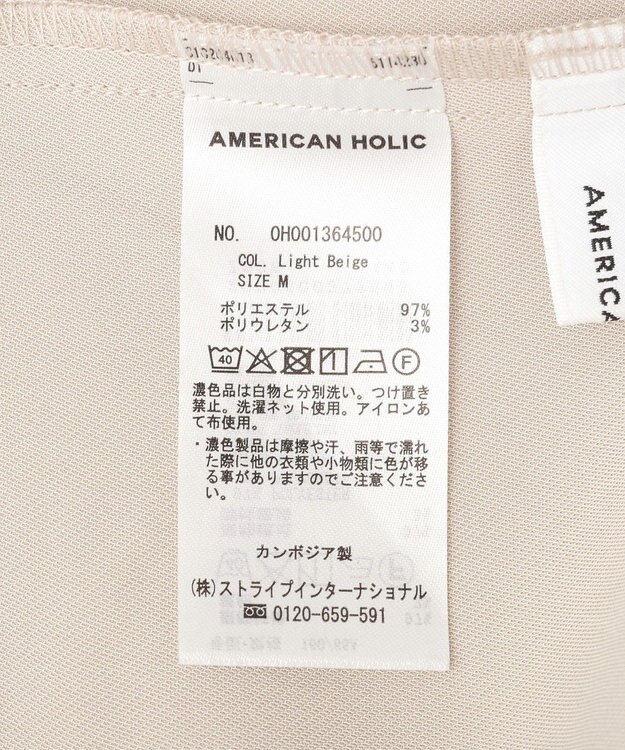 D1
AMERICAN HOLIC
NO. 0H001364500
COL. Light Beige
SIZE M
ポリエステル 97%
ポリウレタン 3%
40 F
濃色品は白物と分別洗い。つけ置き
禁止。洗濯ネット使用。アイロンあ
て布使用。
・濃色製品は摩擦や汗、雨等で濡れ
た際に他の衣類や小物類に色が移
る事がありますのでご注意くださ
い。
カンボジア製
(株)ストライプインターナショナル
0120-659-591
AMERICA